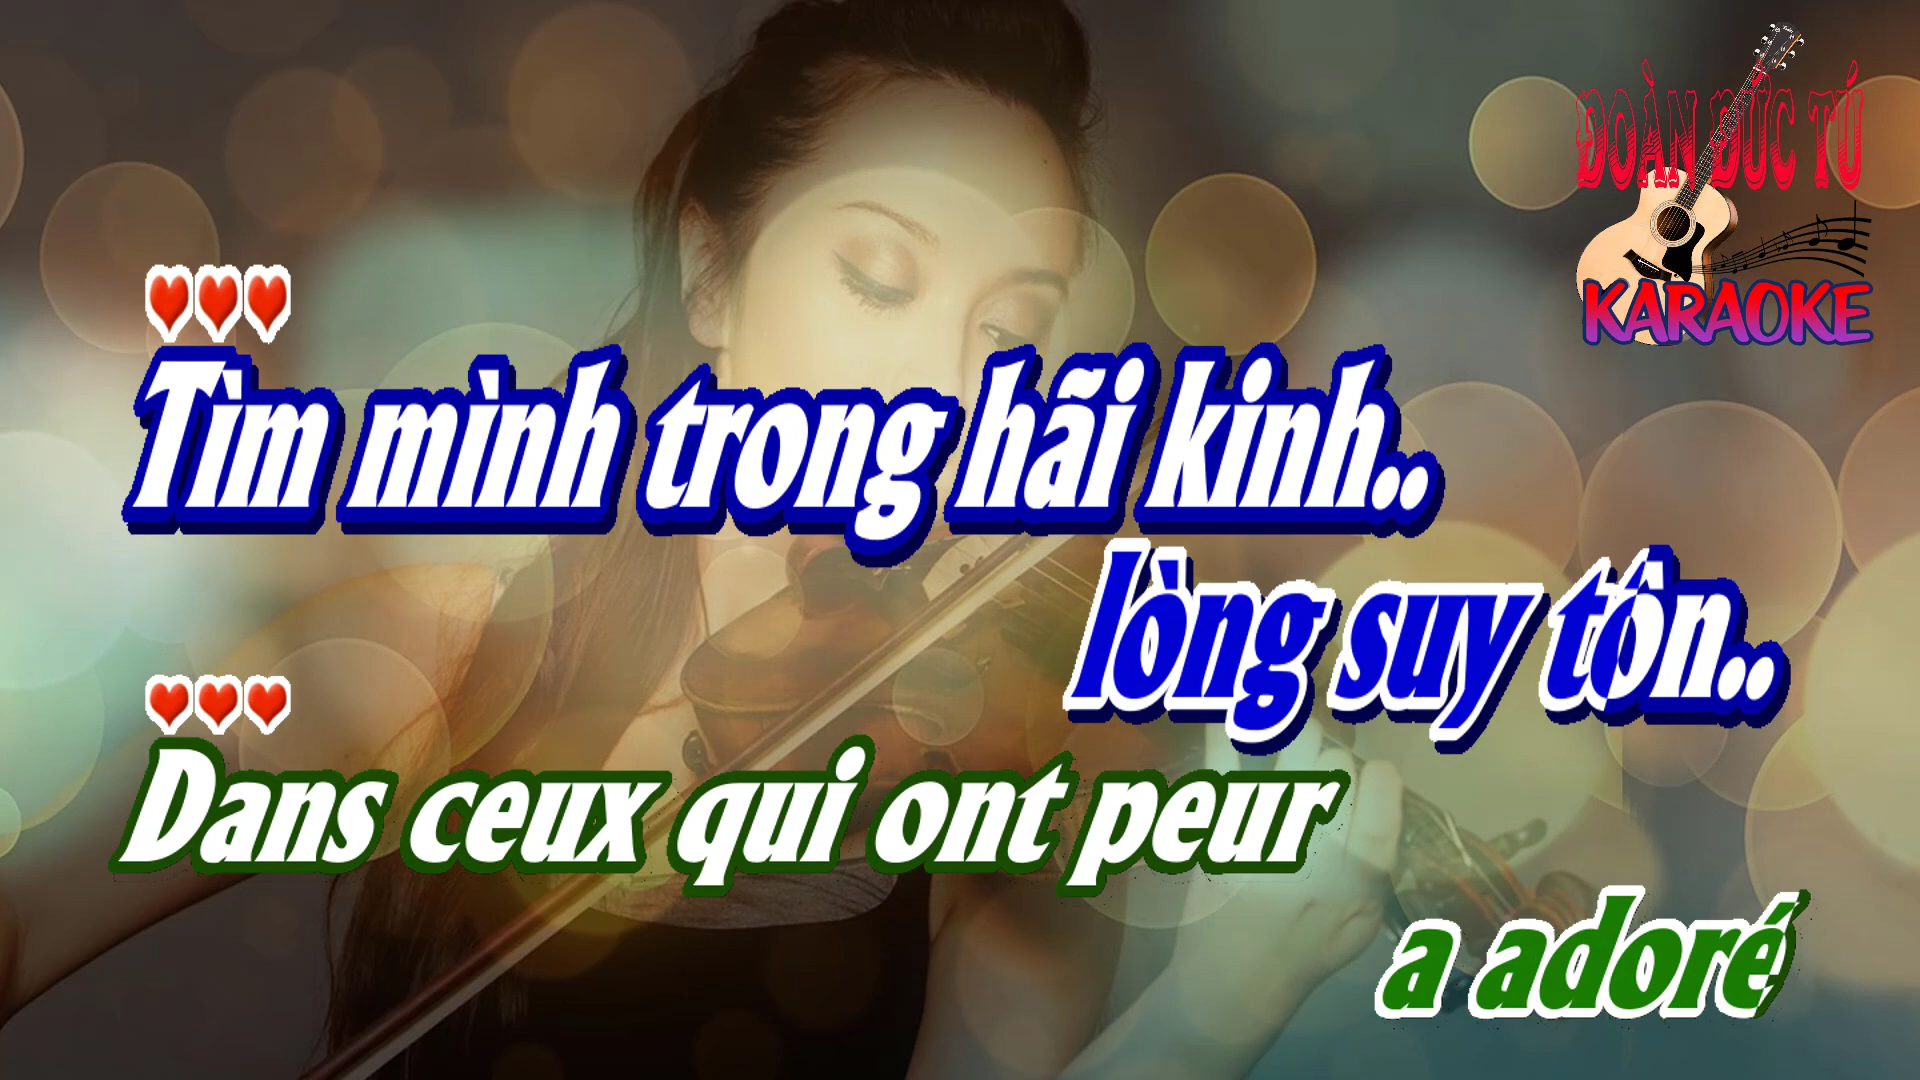 ĐOÀN ĐỨC TÚ
KARAOKE
Tìm mình trong hãi kinh..
lòng suy tôn..
Dans ceux qui ont peur
a adoré